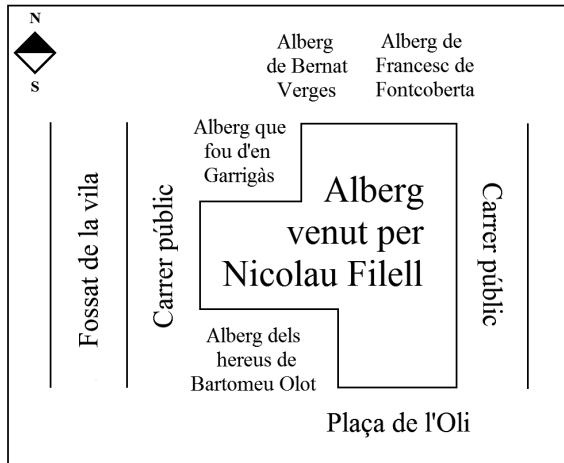 N
S
Alberg
de Bernat
Verges
Alberg de
Francesc de
Fontcoberta
Alberg que
fou d'en
Garrigàs
Fossat de la vila
Carrer públic
Alberg
venut per
Nicolau Filell
Carrer públic
Alberg dels
hereus de
Bartomeu Olot
Plaça de l'Oli